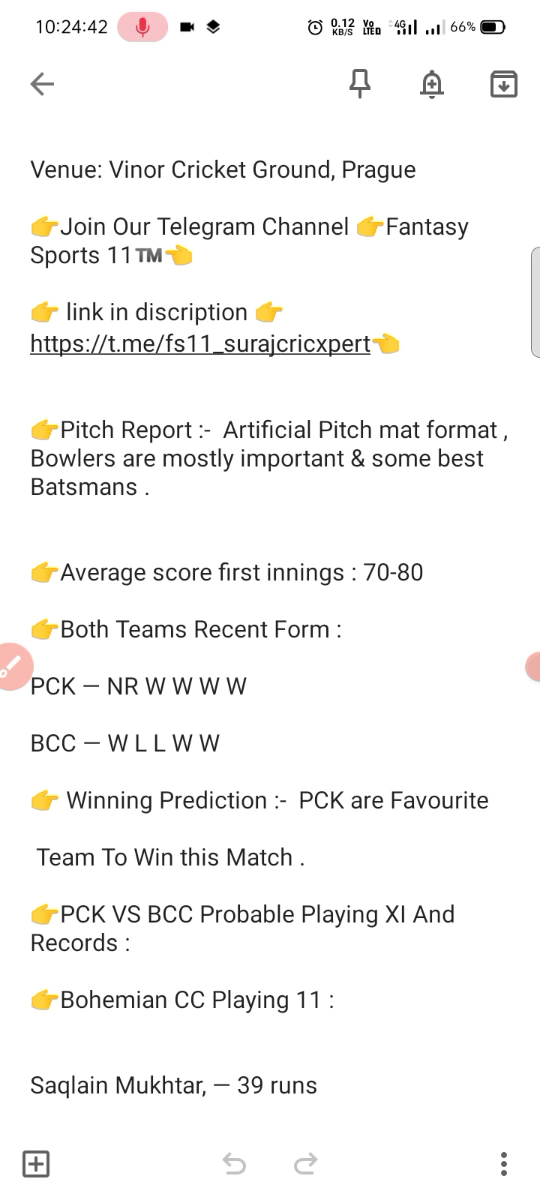 10:24:42 0.12 KB/S Vo LTED 4G 66%
Venue: Vinor Cricket Ground, Prague
👉Join Our Telegram Channel 👉Fantasy
Sports 11™️👈
👉 link in discription 👉
https://t.me/fs11_surajcricxpert👈
👉Pitch Report :-  Artificial Pitch mat format ,
Bowlers are mostly important & some best
Batsmans .
👉Average score first innings : 70-80
👉Both Teams Recent Form :
PCK — NR W W W W
BCC — W L L W W
👉 Winning Prediction :-  PCK are Favourite
Team To Win this Match .
👉PCK VS BCC Probable Playing XI And
Records :
👉Bohemian CC Playing 11 :
Saqlain Mukhtar, — 39 runs